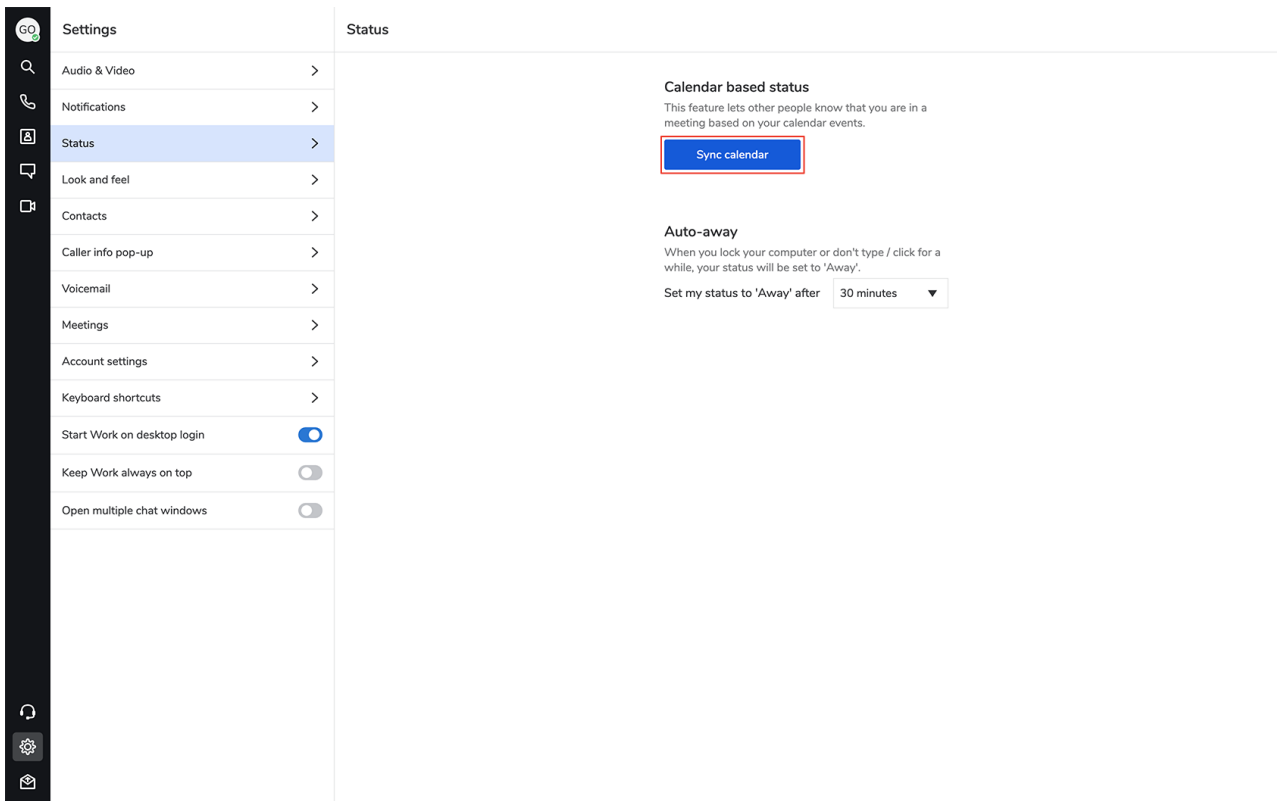 GO
Settings
Status
Audio & Video
Notifications
Status
Look and feel
Contacts
Caller info pop-up
Voicemail
Meetings
Account settings
Keyboard shortcuts
Start Work on desktop login
Keep Work always on top
Open multiple chat windows
Calendar based status
This feature lets other people know that you are in a
meeting based on your calendar events.
Sync calendar
Auto-away
When you lock your computer or don't type / click for a
while, your status will be set to 'Away'.
Set my status to 'Away' after 30 minutes